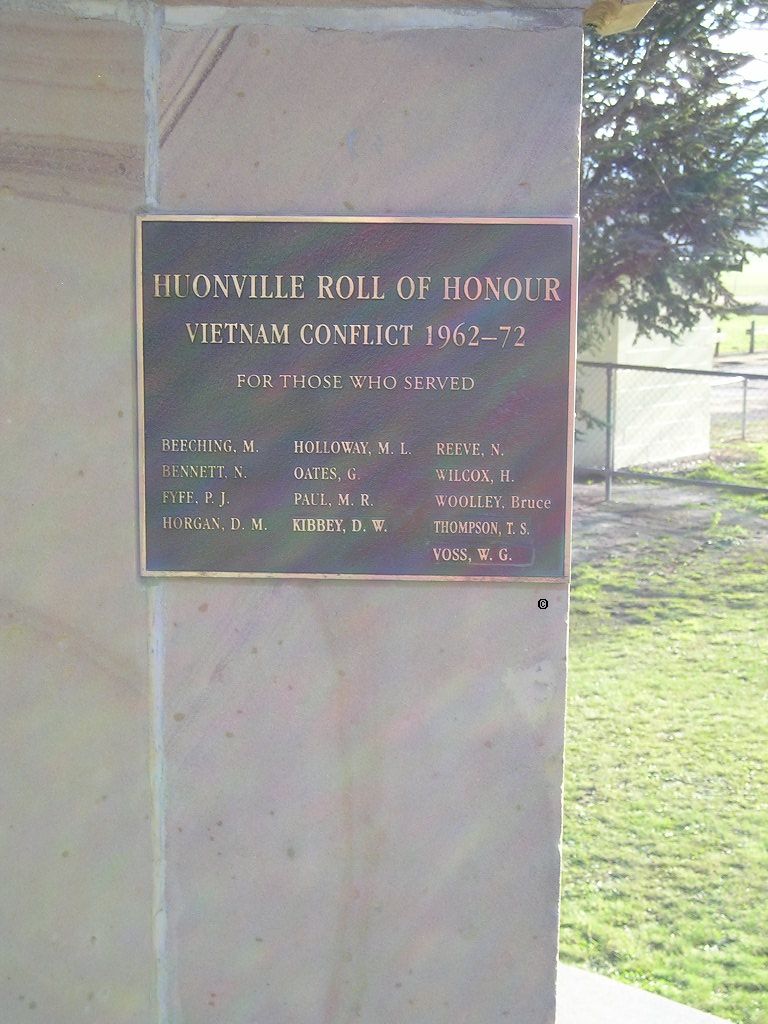 HUONVILLE ROLL OF HONOUR
VIETNAM CONFLICT 1962–72
FOR THOSE WHO SERVED
BEECHING, M. HOLLOWAY, M. L. REEVE, N.
BENNETT, N. OATES, G. WILCOX, H.
FYFE, P. J. PAUL, M. R. WOOLLEY, Bruce
HORGAN, D. M. KIBBEY, D. W. THOMPSON, T. S.
VOSS, W. G.
©